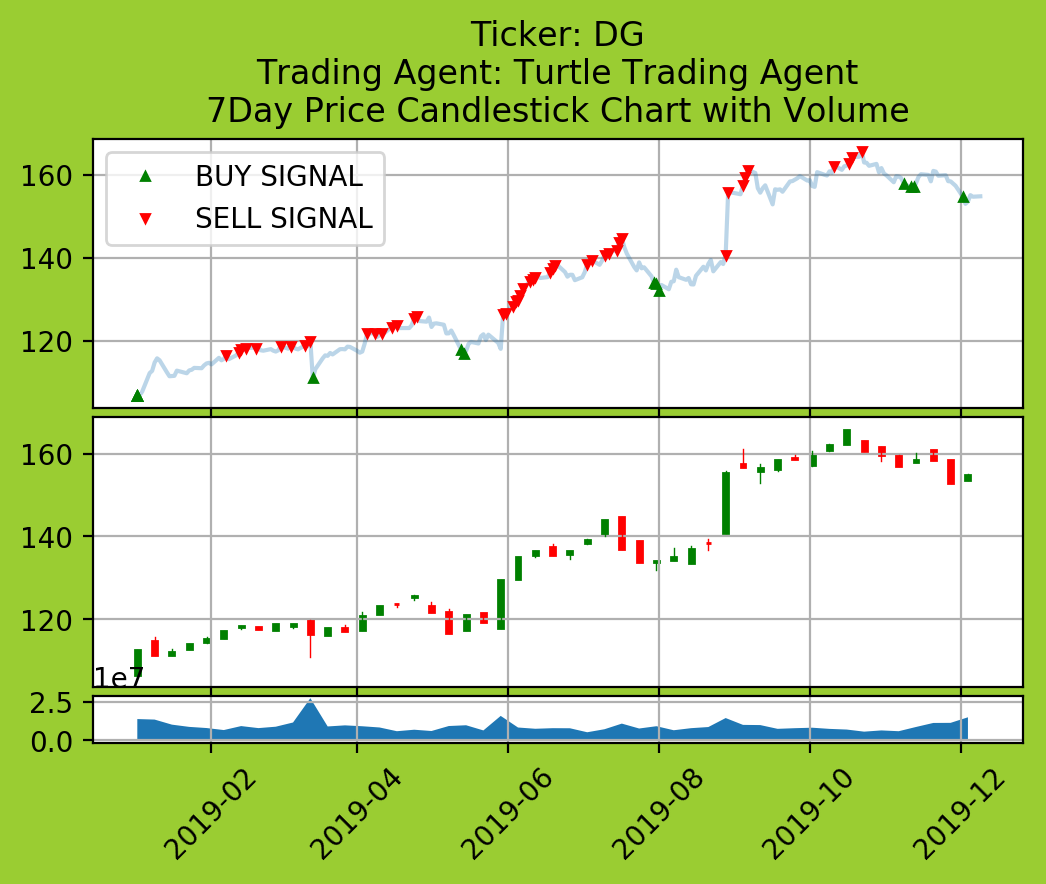 Ticker: DG
Trading Agent: Turtle Trading Agent
7Day Price Candlestick Chart with Volume
160
140
120
BUY SIGNAL
SELL SIGNAL
160
140
120
1e7
2.5
0.0
2019-02
2019-04
2019-06
2019-08
2019-10
2019-12